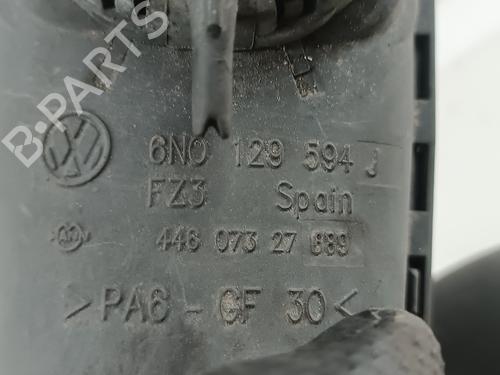 B-PARTS
6N0 129 594 J
FZ3 Spain
446 073 27 889
>PA6-GF 30<